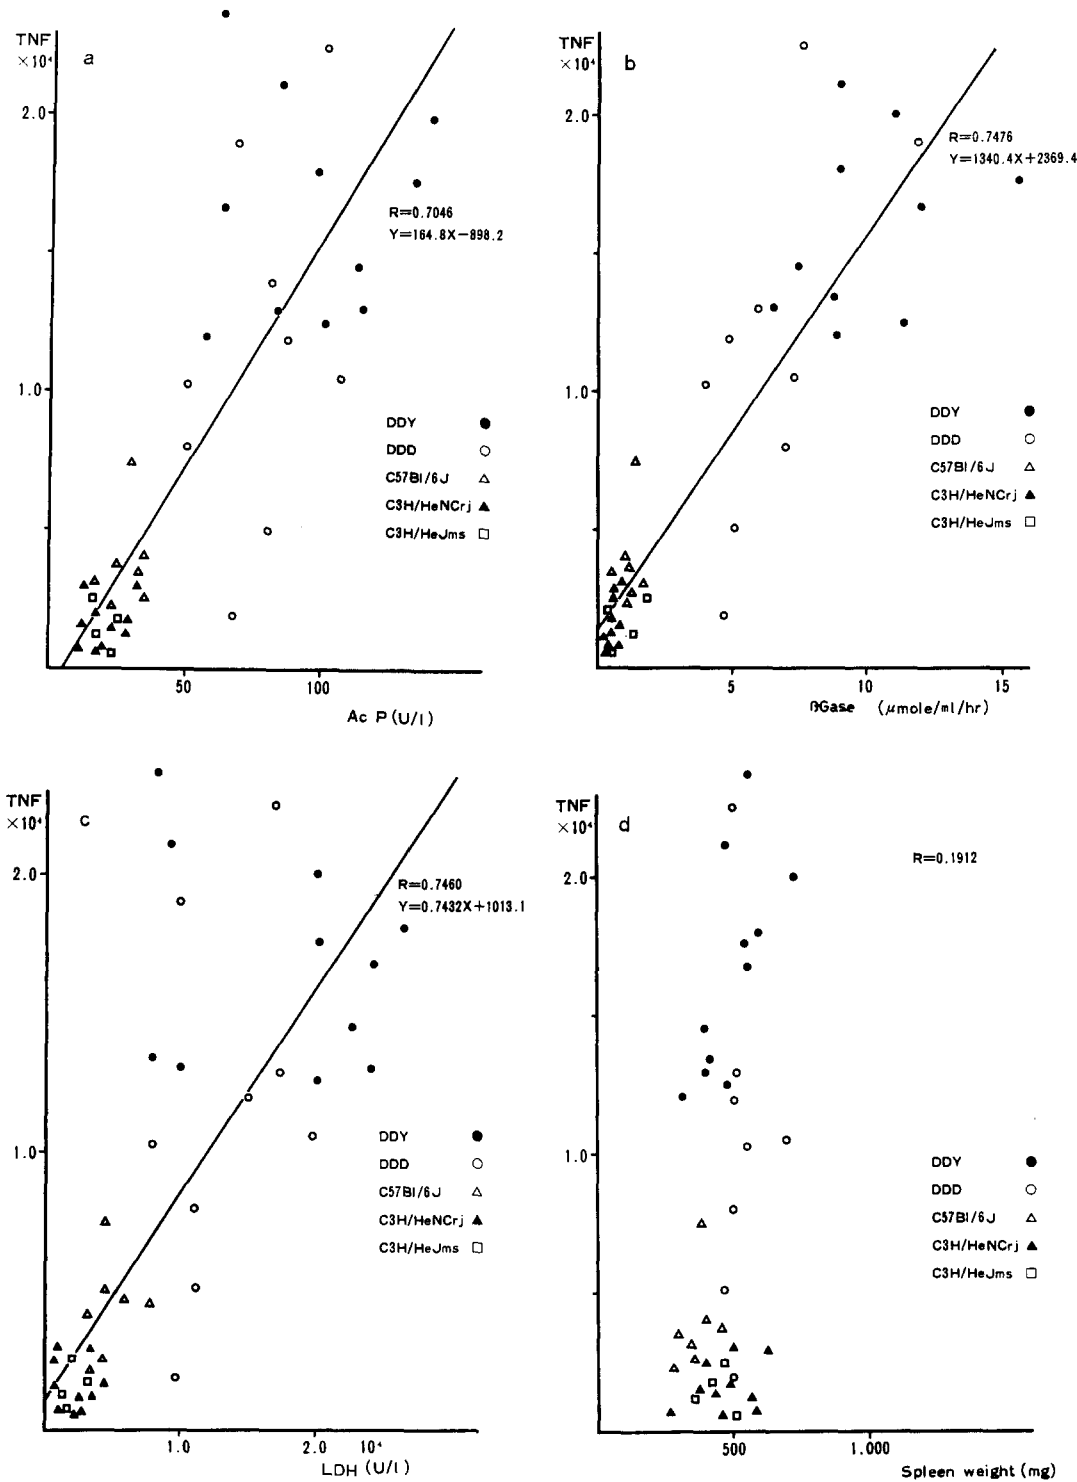 TNF
×10⁴
a
2.0
R=0.7046
Y=164.8X−898.2
1.0
DDY ●
DDD ○
C57Bl/6J △
C3H/HeNCrj ▲
C3H/HeJms □
50
100
Ac P (U/l)
TNF
×10⁴
b
2.0
R=0.7476
Y=1340.4X+2369.4
1.0
DDY ●
DDD ○
C57Bl/6J △
C3H/HeNCrj ▲
C3H/HeJms □
5
10
15
βGase (μmole/ml/hr)
TNF
×10⁴
c
2.0
R=0.7460
Y=0.7432X+1013.1
1.0
DDY ●
DDD ○
C57Bl/6J △
C3H/HeNCrj ▲
C3H/HeJms □
1.0
2.0
10⁴
LDH (U/l)
TNF
×10⁴
d
2.0
R=0.1912
1.0
DDY ●
DDD ○
C57Bl/6J △
C3H/HeNCrj ▲
C3H/HeJms □
500
1.000
Spleen weight (mg)